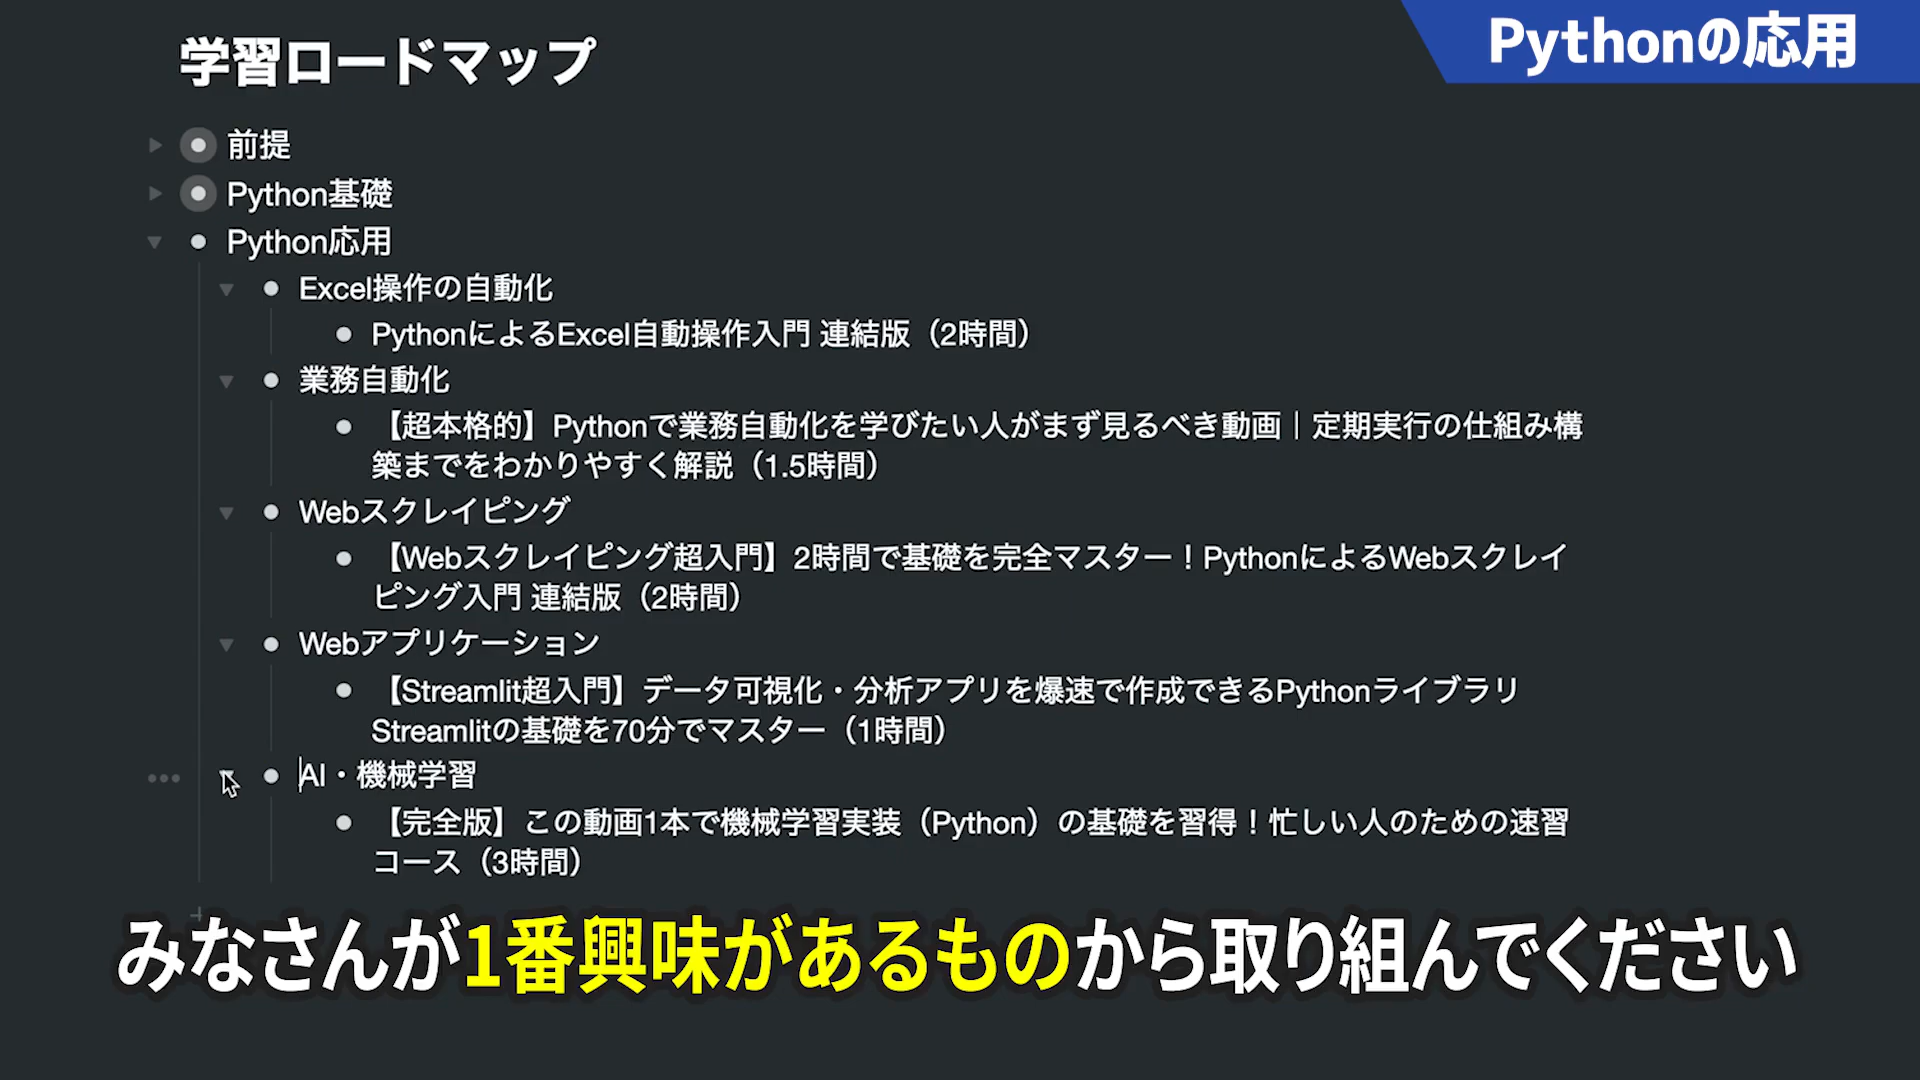 学習ロードマップ
Pythonの応用
前提
Python基礎
Python応用
Excel操作の自動化
PythonによるExcel自動操作入門 連結版（2時間）
業務自動化
【超本格的】Pythonで業務自動化を学びたい人がまず見るべき動画｜定期実行の仕組み構
築までをわかりやすく解説（1.5時間）
Webスクレイピング
【Webスクレイピング超入門】2時間で基礎を完全マスター！PythonによるWebスクレイ
ピング入門 連結版（2時間）
Webアプリケーション
【Streamlit超入門】データ可視化・分析アプリを爆速で作成できるPythonライブラリ
Streamlitの基礎を70分でマスター（1時間）
AI・機械学習
【完全版】この動画1本で機械学習実装（Python）の基礎を習得！忙しい人のための速習
コース（3時間）
みなさんが1番興味があるものから取り組んでください